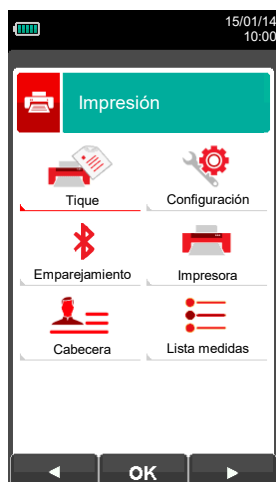 15/01/14
10:00
Impresión
Tique
Configuración
Emparejamiento
Impresora
Cabecera
Lista medidas
OK